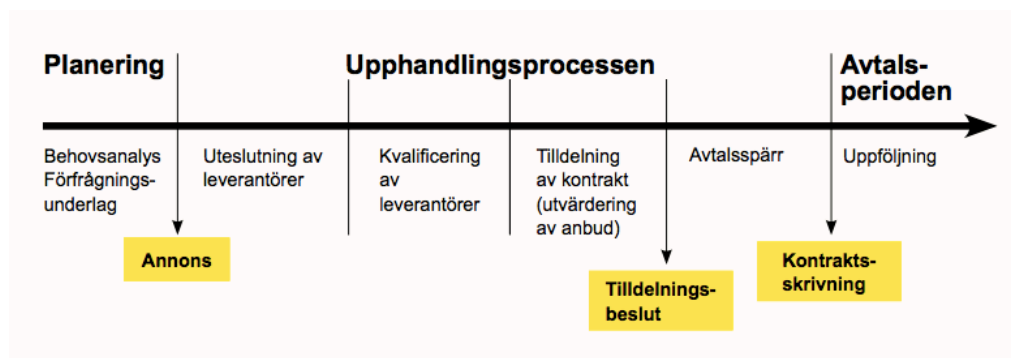 Planering
Upphandlingsprocessen
Avtals-
perioden
Behovsanalys
Förfrågnings-
underlag
Uteslutning av
leverantörer
Kvalificering
av
leverantörer
Tilldelning
av kontrakt
(utvärdering
av anbud)
Avtalsspärr
Uppföljning
Annons
Tilldelnings-
beslut
Kontrakts-
skrivning